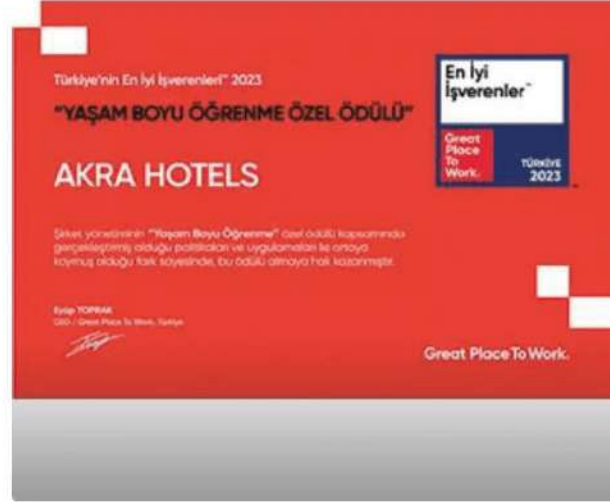 Türkiye'nin En İyi İşverenleri™ 2023
"YAŞAM BOYU ÖĞRENME ÖZEL ÖDÜLÜ"
AKRA HOTELS
Şirket yönetiminin "Yaşam Boyu Öğrenme" özel ödülü kapsamında
gerçekleştirmiş olduğu politikaları ve uygulamaları ile ortaya
koymuş olduğu fark sayesinde, bu ödülü almaya hak kazanmıştır.
Eyüp TOPRAK
CEO / Great Place To Work, Türkiye
En İyi
İşverenler™
Great
Place
To
Work.
TÜRKİYE
2023
Great Place To Work.